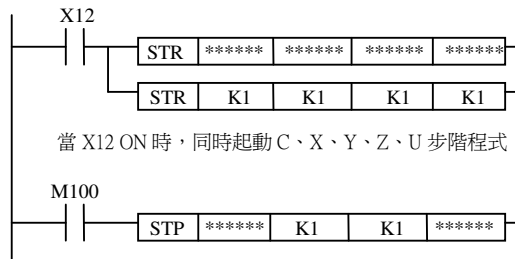 X12
STR ****** ****** ****** ******
STR K1 K1 K1 K1
當 X12 ON 時，同時起動 C、X、Y、Z、U 步階程式
M100
STP ****** K1 K1 ******